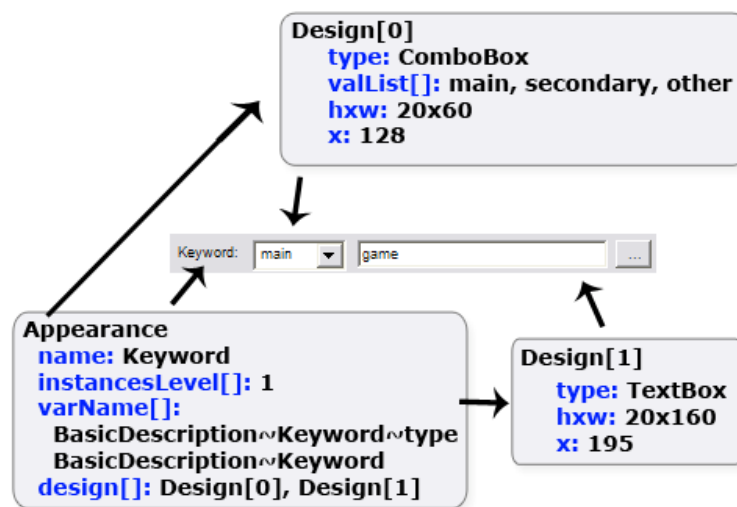 Design[0]
type: ComboBox
valList[]: main, secondary, other
hxw: 20x60
x: 128
Keyword: main game ...
Appearance
name: Keyword
instancesLevel[]: 1
varName[]:
BasicDescription~Keyword~type
BasicDescription~Keyword
design[]: Design[0], Design[1]
Design[1]
type: TextBox
hxw: 20x160
x: 195